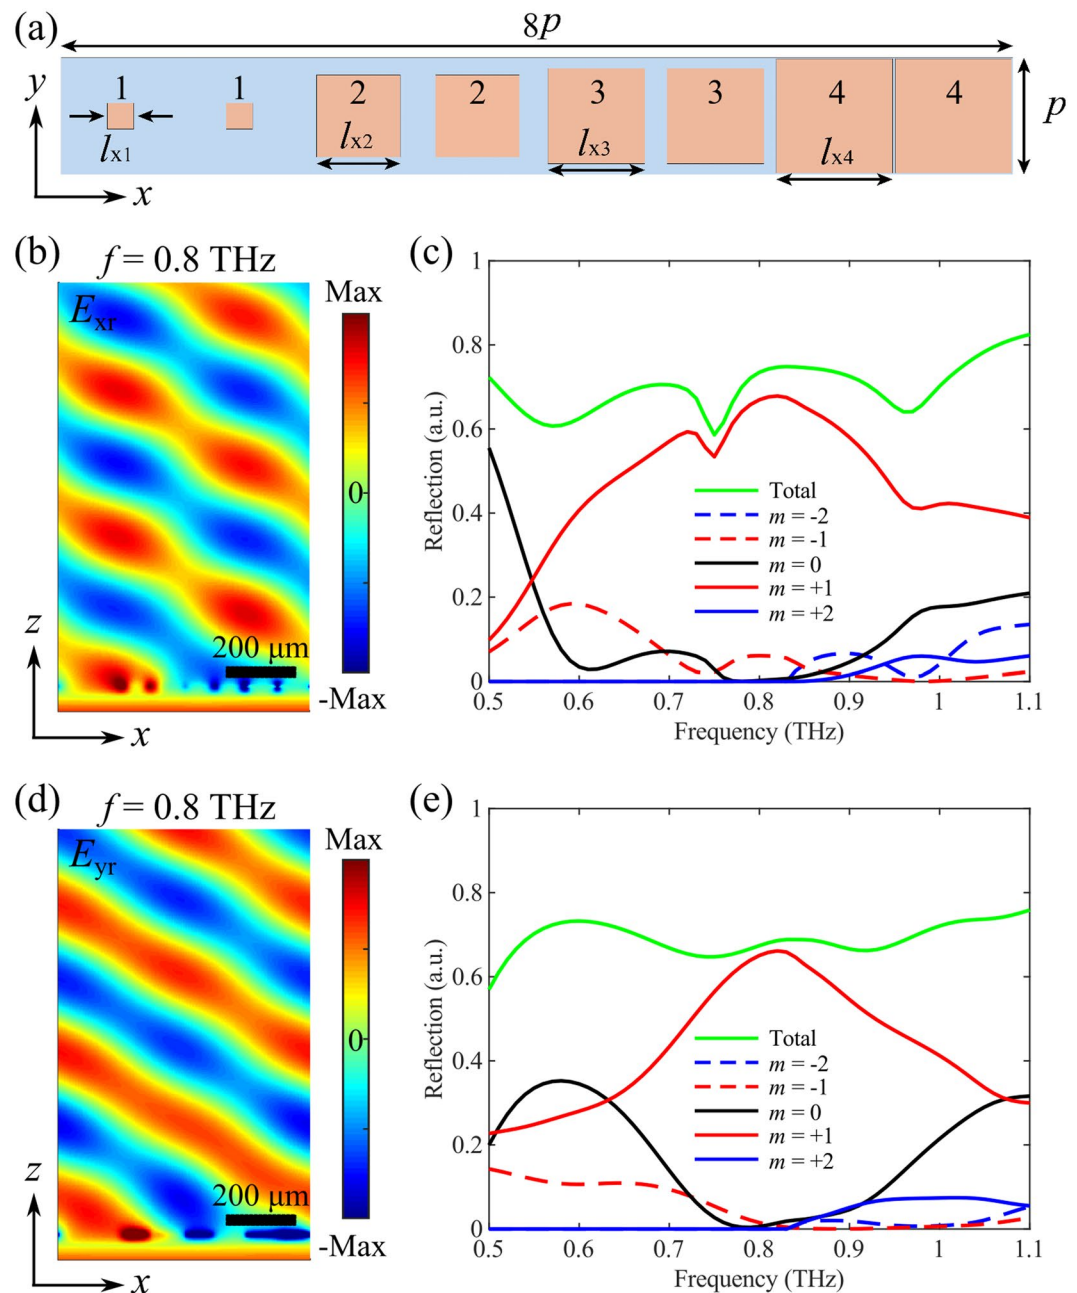 (a)
8p
y
1 1 2 2 3 3 4 4
p
lx1 lx2 lx3 lx4
x
(b)
f = 0.8 THz
Exr
Max
0
-Max
200 μm
z
x
(c)
1
0.8
0.6
0.4
0.2
0
Reflection (a.u.)
Total
m = -2
m = -1
m = 0
m = +1
m = +2
0.5 0.6 0.7 0.8 0.9 1 1.1
Frequency (THz)
(d)
f = 0.8 THz
Eyr
Max
0
-Max
200 μm
z
x
(e)
1
0.8
0.6
0.4
0.2
0
Reflection (a.u.)
Total
m = -2
m = -1
m = 0
m = +1
m = +2
0.5 0.6 0.7 0.8 0.9 1 1.1
Frequency (THz)